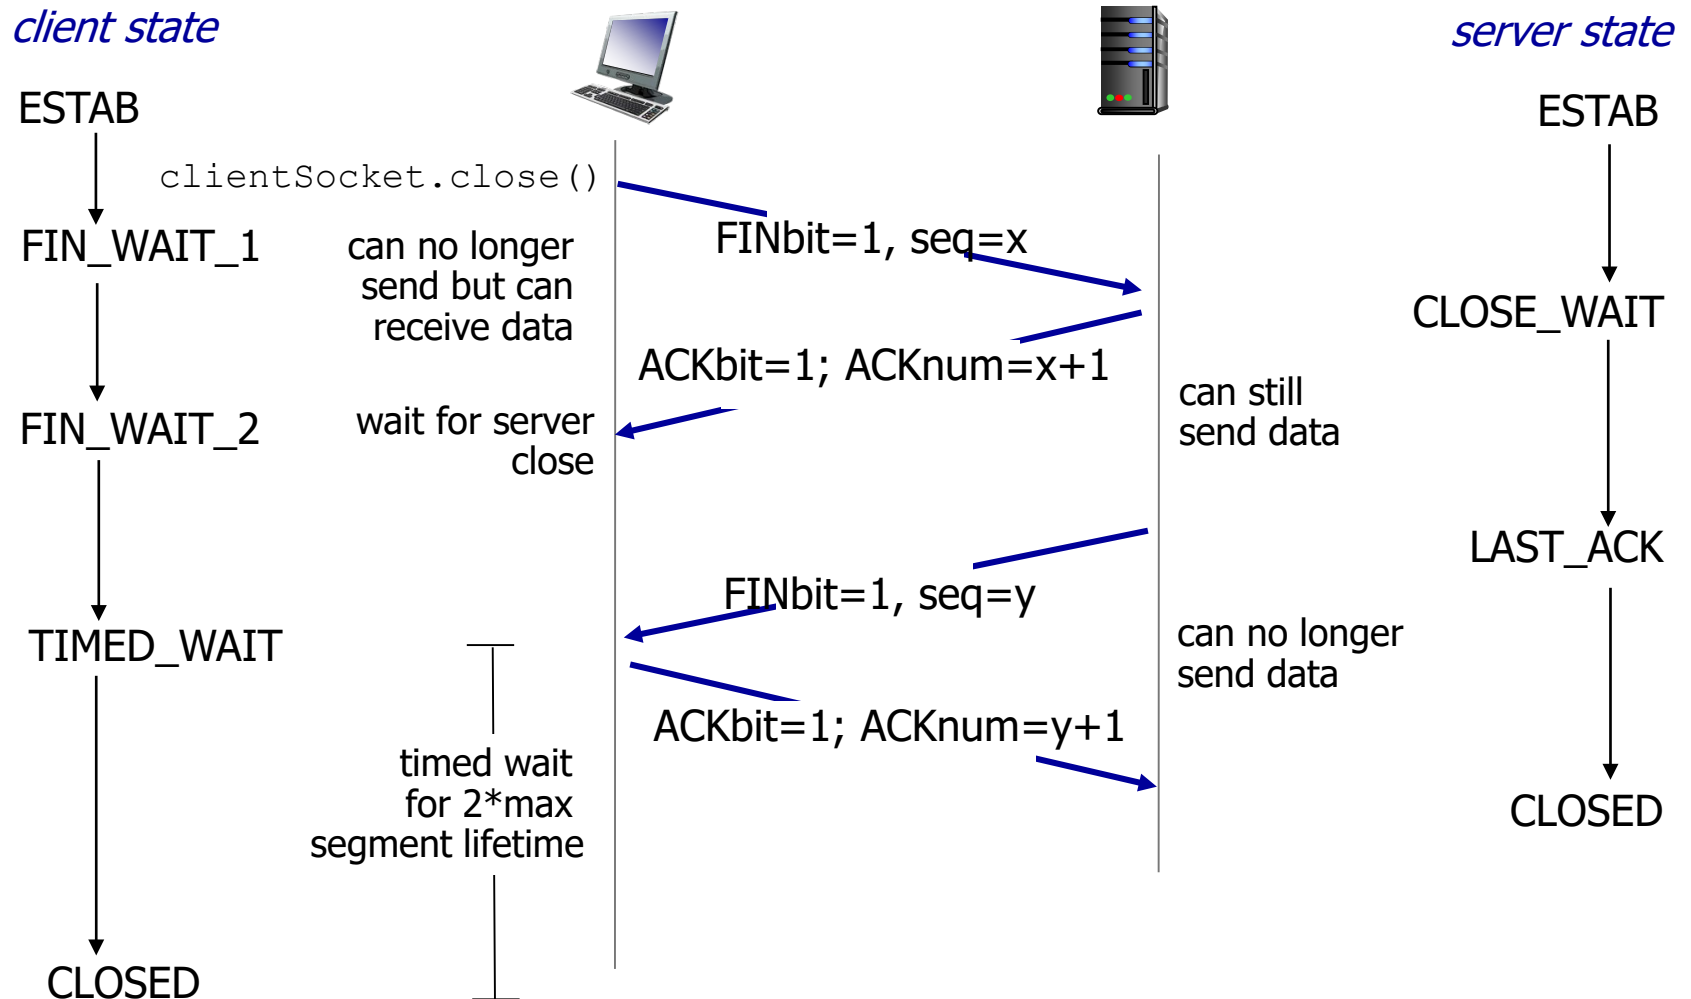 client state
server state
ESTAB
ESTAB
clientSocket.close()
FIN_WAIT_1
can no longer
send but can
receive data
FINbit=1, seq=x
CLOSE_WAIT
ACKbit=1; ACKnum=x+1
can still
send data
FIN_WAIT_2
wait for server
close
LAST_ACK
FINbit=1, seq=y
can no longer
send data
TIMED_WAIT
ACKbit=1; ACKnum=y+1
timed wait
for 2*max
segment lifetime
CLOSED
CLOSED